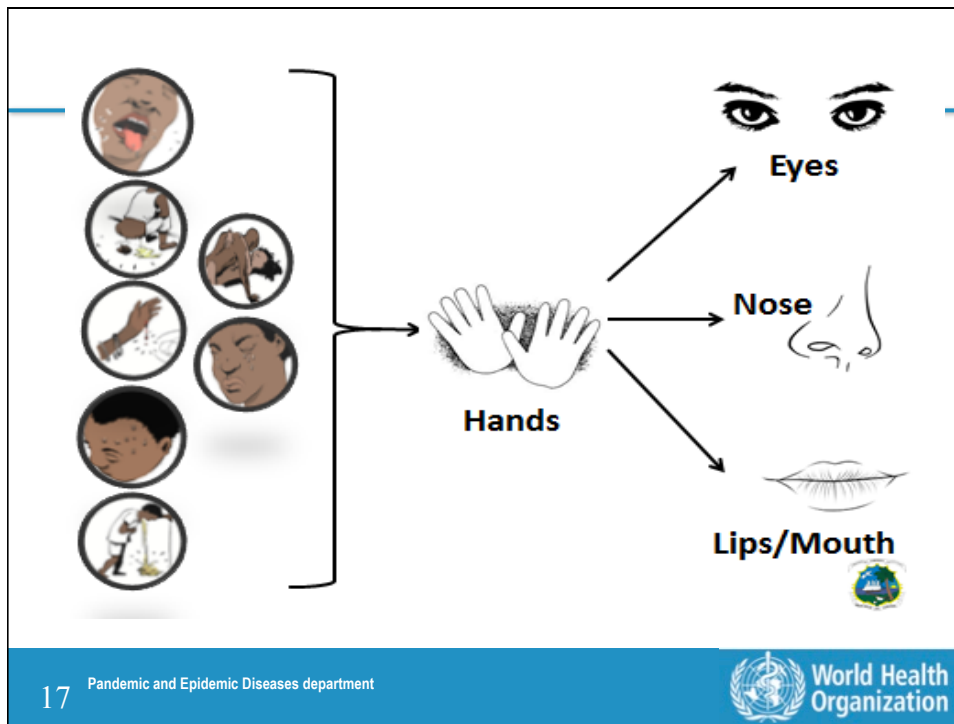 Eyes
Nose
Hands
Lips/Mouth
17
Pandemic and Epidemic Diseases department
World Health
Organization